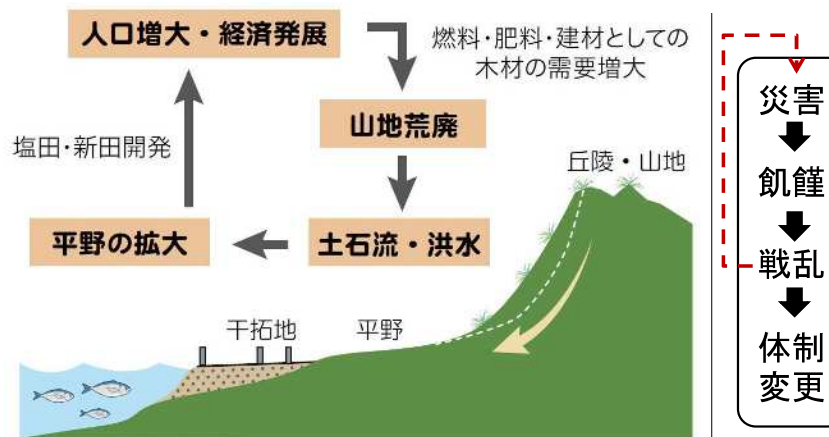 人口増大・経済発展
燃料・肥料・建材としての
木材の需要増大
山地荒廃
塩田・新田開発
丘陵・山地
平野の拡大
土石流・洪水
干拓地
平野
災害
飢饉
戦乱
体制
変更